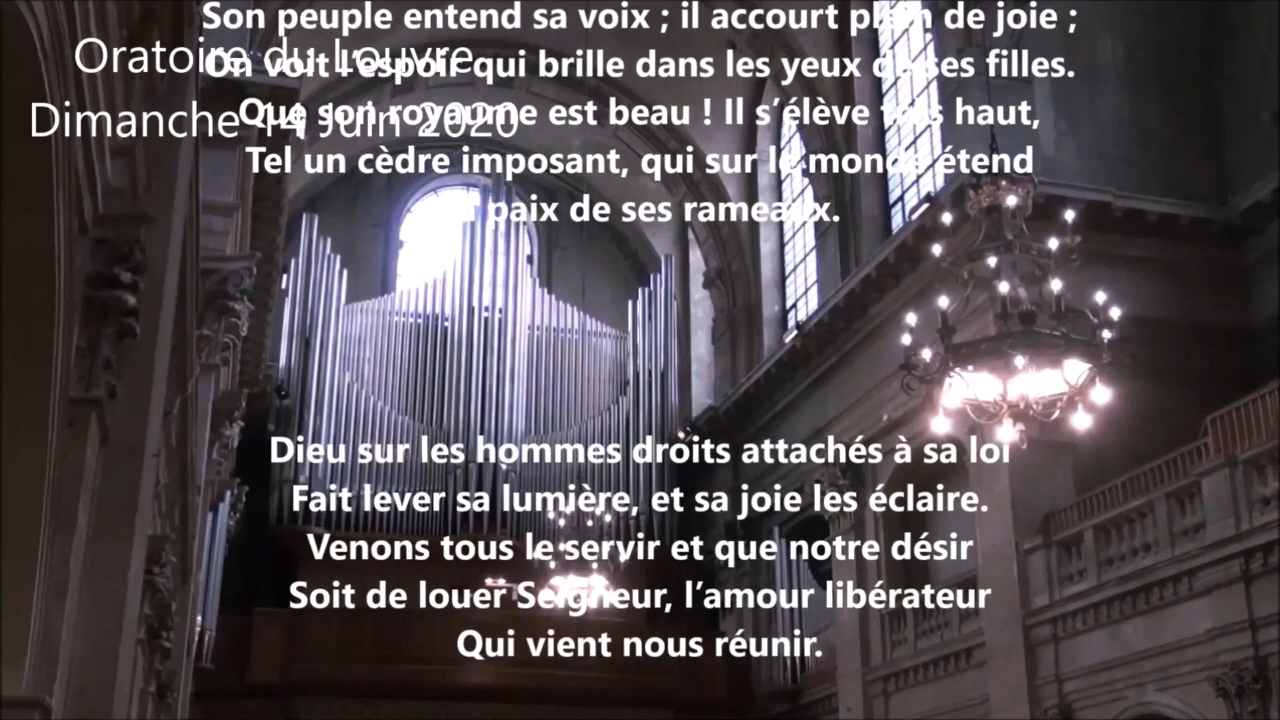 Son peuple entend sa voix ; il accourt plein de joie ;
Oratoire du Louvre
On voit l’espoir qui brille dans les yeux de ses filles.
Dimanche 14 Juin 2020
Que son royaume est beau ! Il s’élève très haut,
Tel un cèdre imposant, qui sur le monde étend
paix de ses rameaux.
Dieu sur les hommes droits attachés à sa loi
Fait lever sa lumière, et sa joie les éclaire.
Venons tous le servir et que notre désir
Soit de louer Seigneur, l’amour libérateur
Qui vient nous réunir.